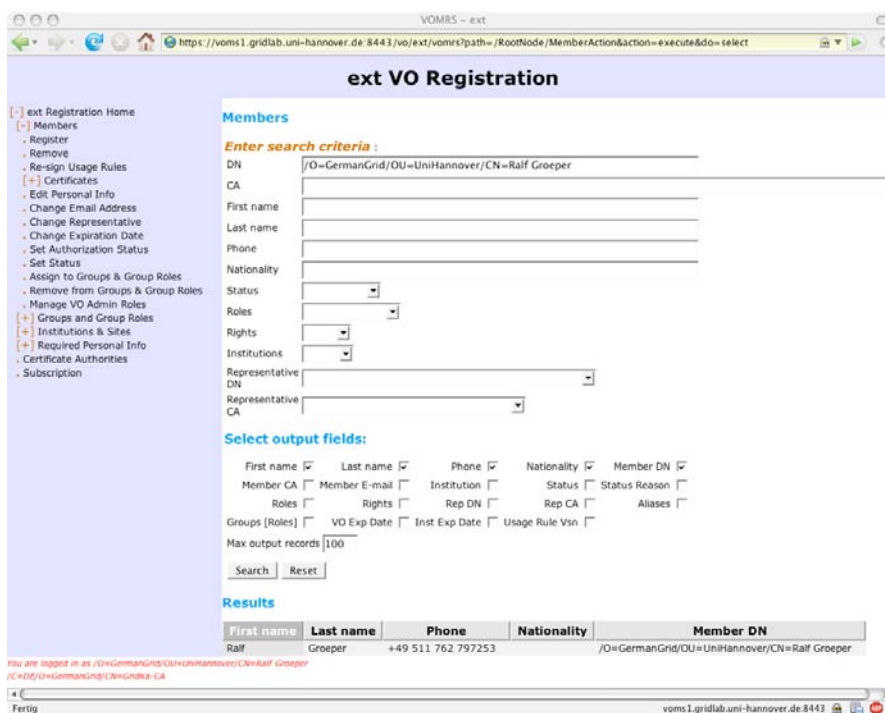 VOMRS - ext
https://voms1.gridlab.uni-hannover.de:8443/vo/ext/vomrs?path=/RootNode/MemberAction&action=execute&do=select
ext VO Registration
[-] ext Registration Home
[-] Members
. Register
. Remove
. Re-sign Usage Rules
[+] Certificates
. Edit Personal Info
. Change Email Address
. Change Representative
. Change Expiration Date
. Set Authorization Status
. Set Status
. Assign to Groups & Group Roles
. Remove from Groups & Group Roles
. Manage VO Admin Roles
[+] Groups and Group Roles
[+] Institutions & Sites
[+] Required Personal Info
. Certificate Authorities
. Subscription
Members
Enter search criteria :
DN /O=GermanGrid/OU=UniHannover/CN=Ralf Groeper
CA
First name
Last name
Phone
Nationality
Status
Roles
Rights
Institutions
Representative DN
Representative CA
Select output fields:
First name Last name Phone Nationality Member DN
Member CA Member E-mail Institution Status Status Reason
Roles Rights Rep DN Rep CA Aliases
Groups [Roles] VO Exp Date Inst Exp Date Usage Rule Vsn
Max output records 100
Search Reset
Results
First name Last name Phone Nationality Member DN
Ralf Groeper +49 511 762 797253 /O=GermanGrid/OU=UniHannover/CN=Ralf Groeper
You are logged in as /O=GermanGrid/OU=UniHannover/CN=Ralf Groeper
/C=DE/O=GermanGrid/CN=GridKa-CA
Fertig voms1.gridlab.uni-hannover.de:8443